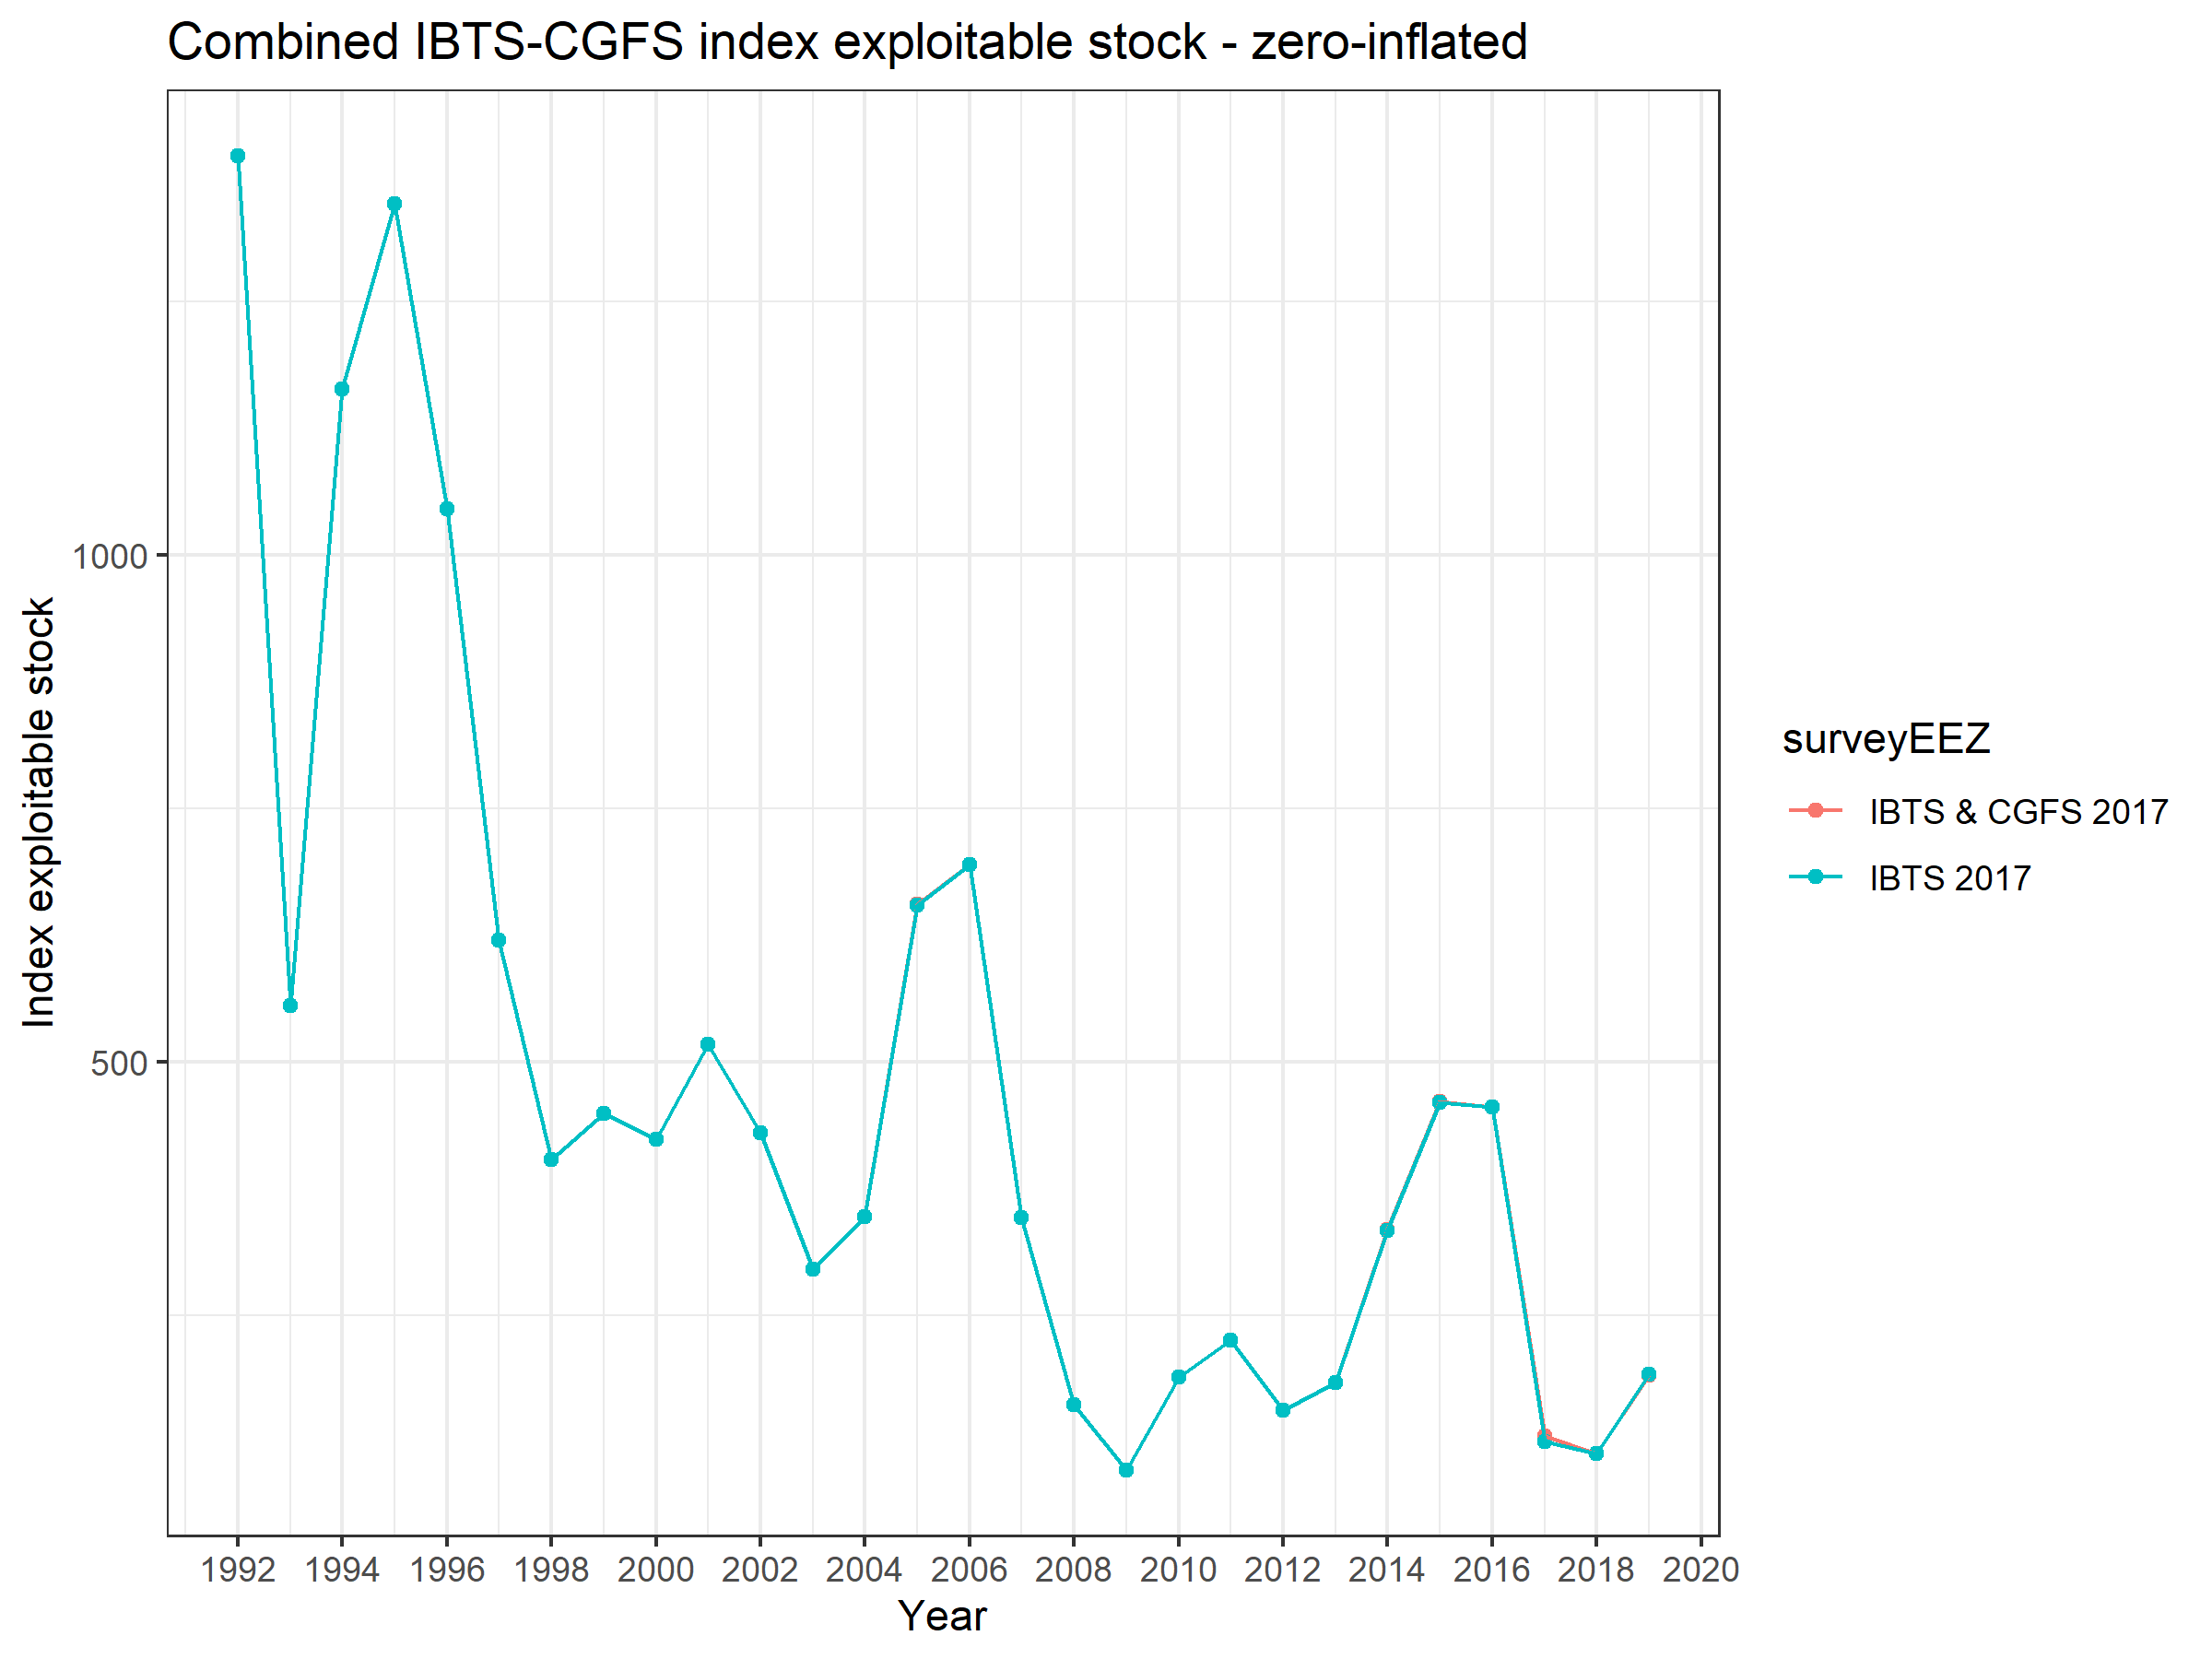 Combined IBTS-CGFS index exploitable stock - zero-inflated
Index exploitable stock
1000
500
1992 1994 1996 1998 2000 2002 2004 2006 2008 2010 2012 2014 2016 2018 2020
Year
surveyEEZ
IBTS & CGFS 2017
IBTS 2017